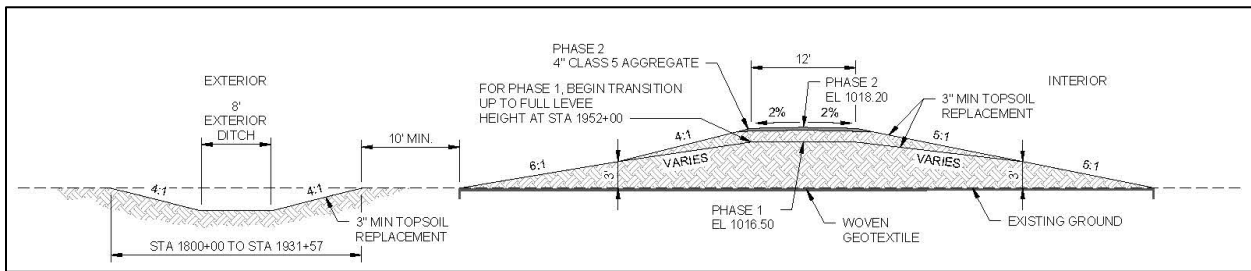 PHASE 2
4" CLASS 5 AGGREGATE
12'
EXTERIOR
PHASE 2
EL 1018.20
INTERIOR
FOR PHASE 1, BEGIN TRANSITION
UP TO FULL LEVEE
HEIGHT AT STA 1952+00
8'
EXTERIOR
DITCH
2%
2%
3" MIN TOPSOIL
REPLACEMENT
10' MIN.
4:1
5:1
6:1
VARIES
VARIES
5:1
4:1
4:1
3'
3'
3" MIN TOPSOIL
REPLACEMENT
PHASE 1
EL 1016.50
WOVEN
GEOTEXTILE
EXISTING GROUND
STA 1800+00 TO STA 1931+57